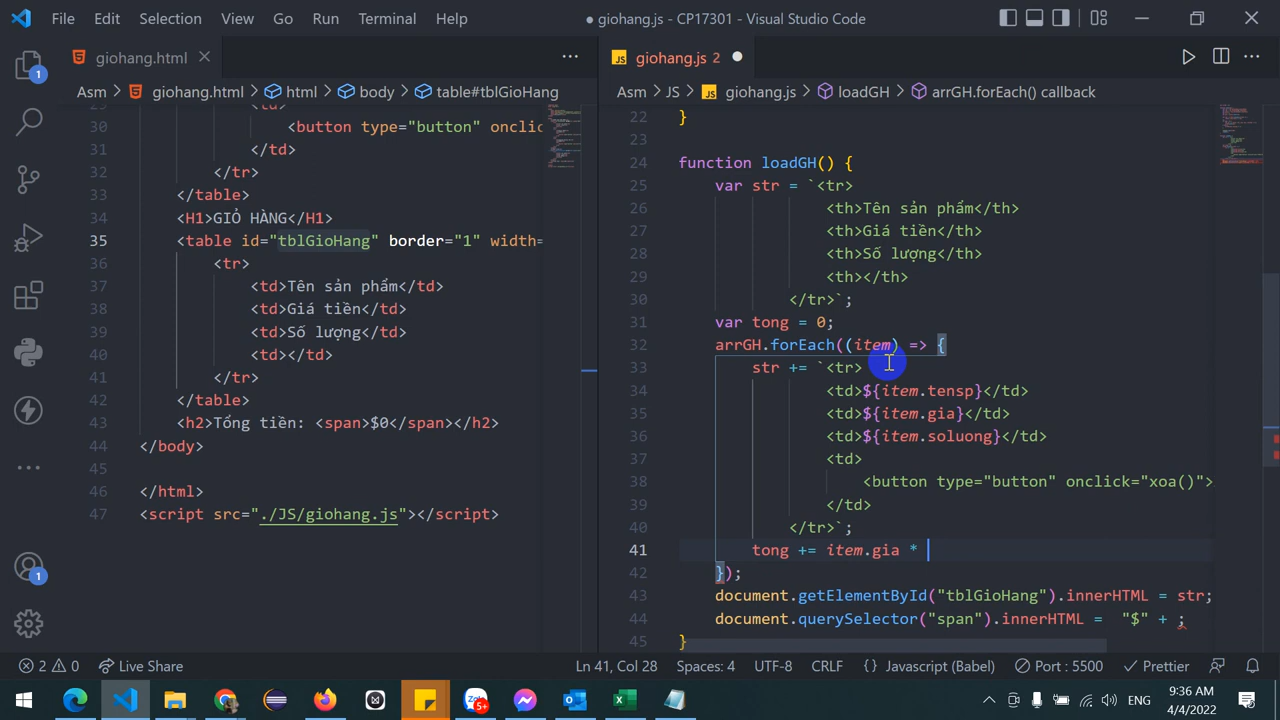 File Edit Selection View Go Run Terminal Help
● giohang.js - CP17301 - Visual Studio Code
giohang.html
Asm > giohang.html > html > body > table#tblGioHang
30 <button type="button" onclic
31 </td>
32 </tr>
33 </table>
34 <H1>GIỎ HÀNG</H1>
35 <table id="tblGioHang" border="1" width=
36 <tr>
37 <td>Tên sản phẩm</td>
38 <td>Giá tiền</td>
39 <td>Số lượng</td>
40 <td></td>
41 </tr>
42 </table>
43 <h2>Tổng tiền: <span>$0</span></h2>
44 </body>
45
46 </html>
47 <script src="./JS/giohang.js"></script>
JS giohang.js 2
Asm > JS > JS giohang.js > loadGH > arrGH.forEach() callback
22 }
23
24 function loadGH() {
25 var str = `<tr>
26 <th>Tên sản phẩm</th>
27 <th>Giá tiền</th>
28 <th>Số lượng</th>
29 <th></th>
30 </tr>`;
31 var tong = 0;
32 arrGH.forEach((item) => {
33 str += `<tr>
34 <td>${item.tensp}</td>
35 <td>${item.gia}</td>
36 <td>${item.soluong}</td>
37 <td>
38 <button type="button" onclick="xoa()">
39 </td>
40 </tr>`;
41 tong += item.gia *
42 });
43 document.getElementById("tblGioHang").innerHTML = str;
44 document.querySelector("span").innerHTML = "$" + ;
45 }
1
1
2 0 Live Share
Ln 41, Col 28 Spaces: 4 UTF-8 CRLF {} Javascript (Babel) Port : 5500 Prettier
Zalo 5+
ENG
9:36 AM
4/4/2022